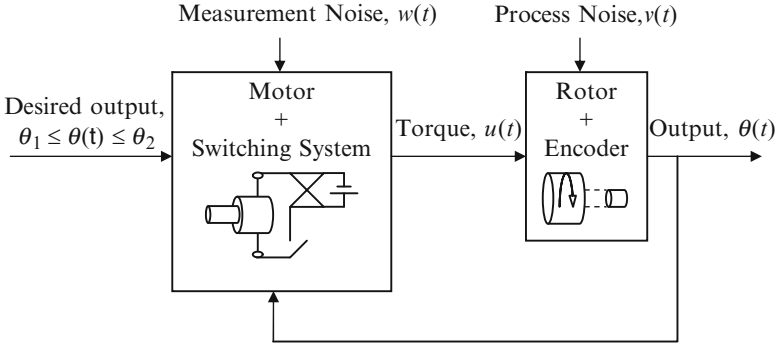 Measurement Noise, w(t)
Process Noise,v(t)
Desired output,
θ₁ ≤ θ(t) ≤ θ₂
Motor
+
Switching System
Torque, u(t)
Rotor
+
Encoder
Output, θ(t)